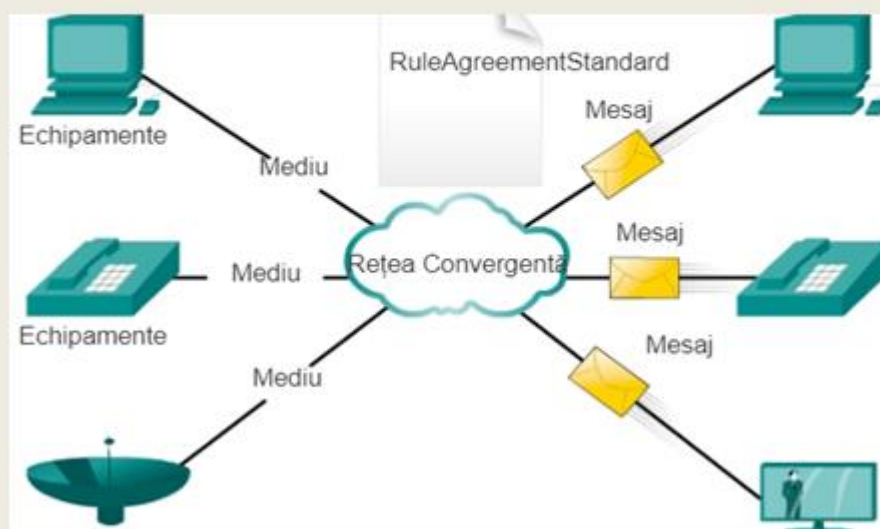 RuleAgreementStandard
Mesaj
Echipamente
Mediu
Mesaj
Rețea Convergentă
Mediu
Echipamente
Mesaj
Mediu